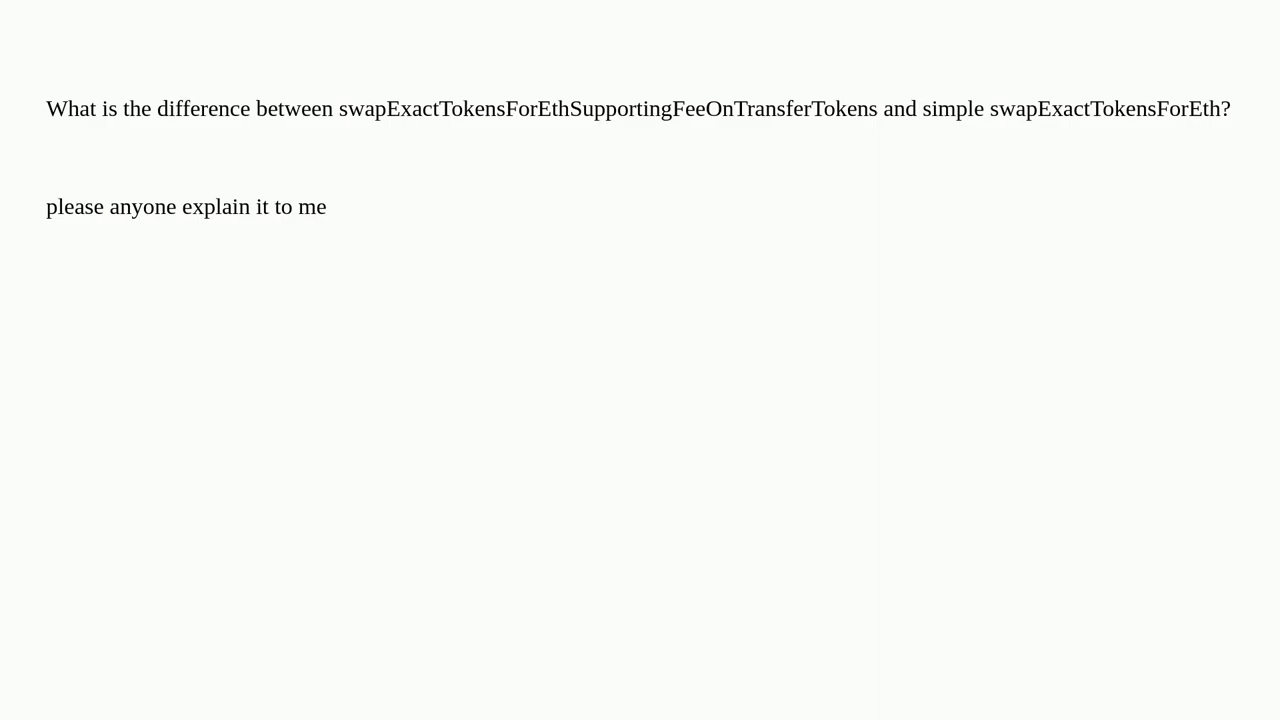 What is the difference between swapExactTokensForEthSupportingFeeOnTransferTokens and simple swapExactTokensForEth?
please anyone explain it to me